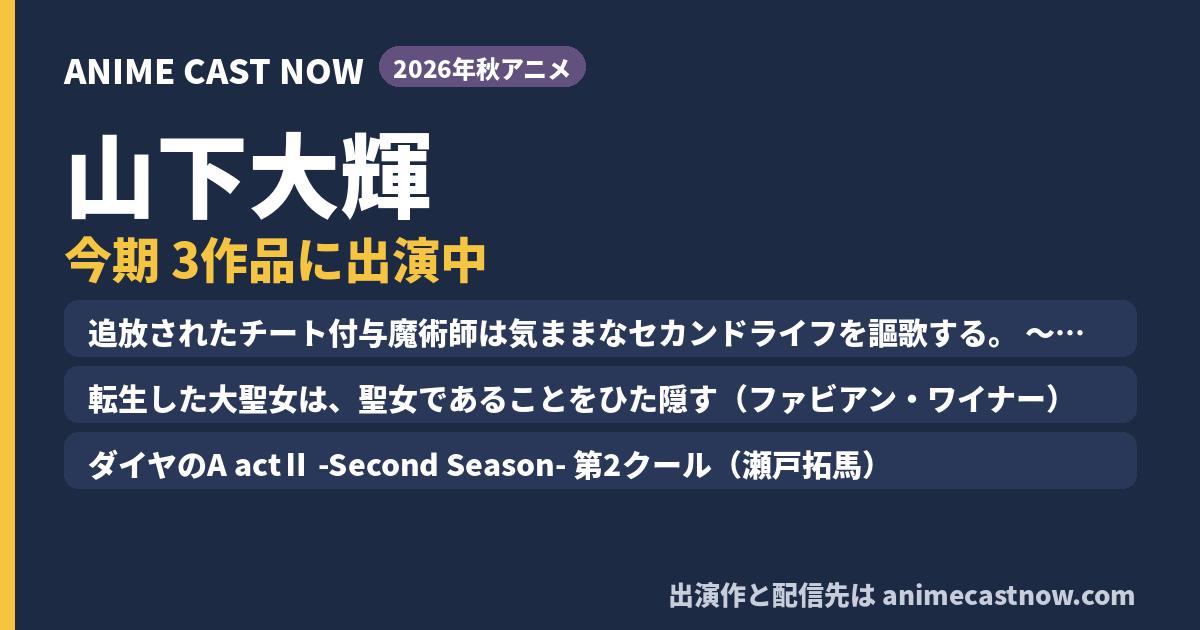 ANIME CAST NOW 2026年秋アニメ
山下大輝
今期 3作品に出演中
追放されたチート付与魔術師は気ままなセカンドライフを謳歌する。 〜…
転生した大聖女は、聖女であることをひた隠す（ファビアン・ワイナー）
ダイヤのA actⅡ -Second Season- 第2クール（瀬戸拓馬）
出演作と配信先は animecastnow.com